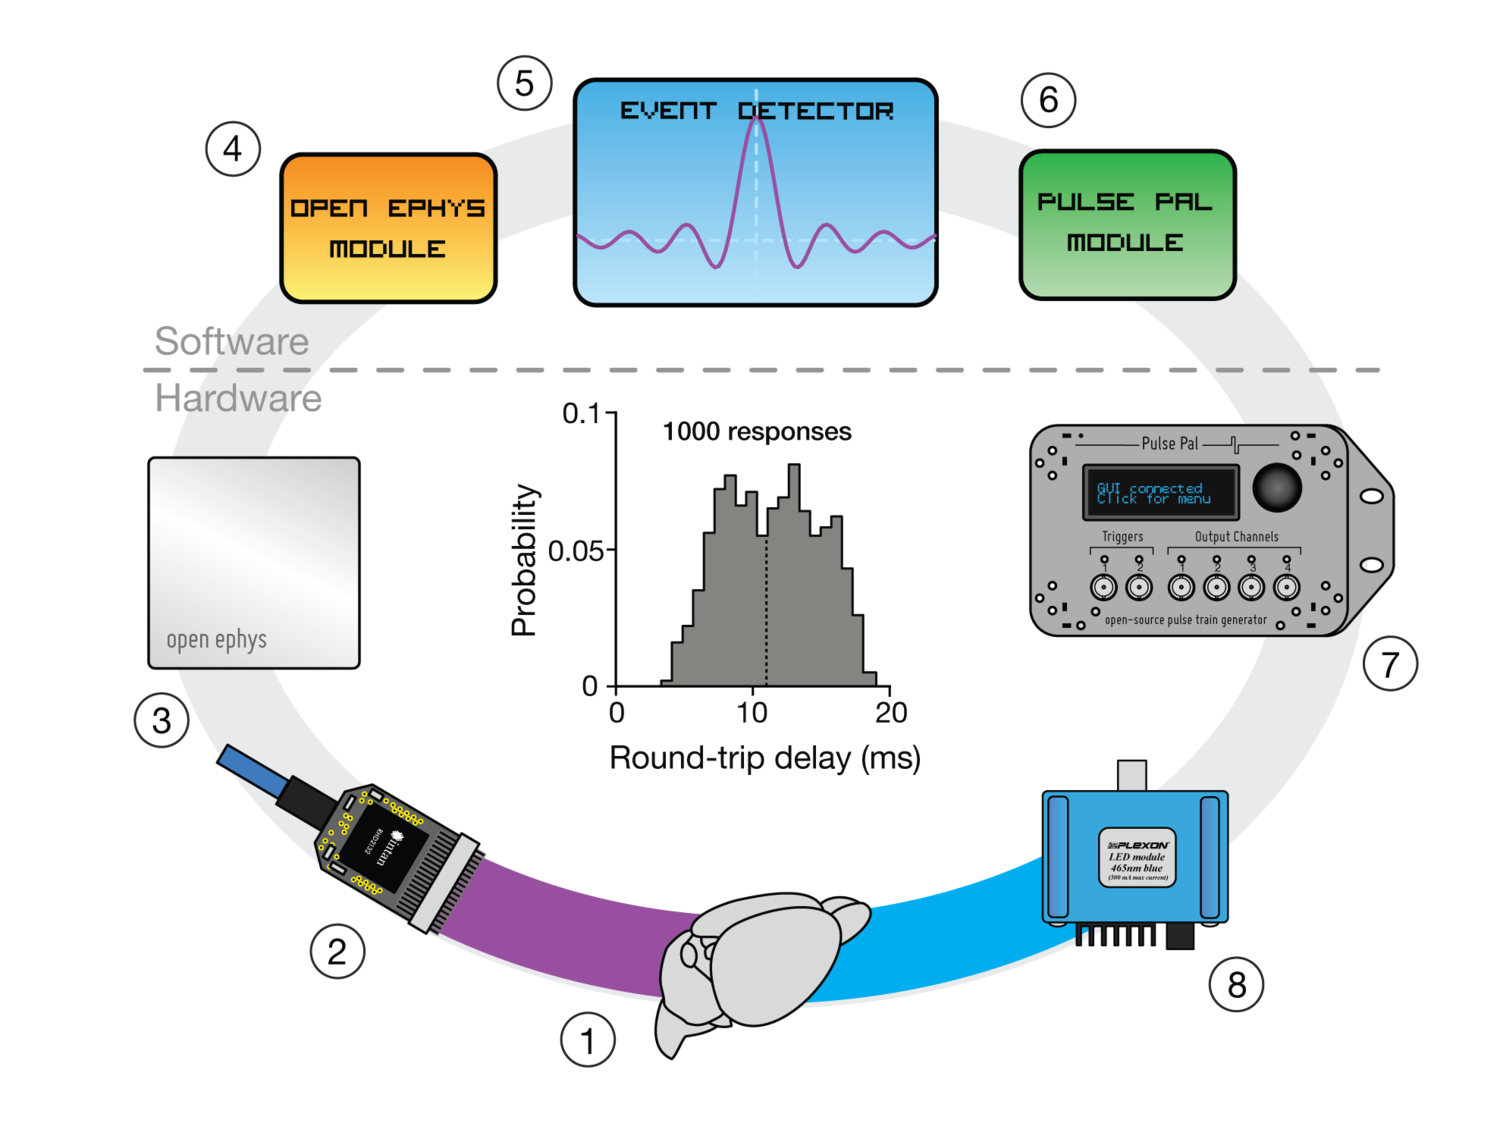 5
EVENT DETECTOR
6
4
OPEN EPHYS
MODULE
PULSE PAL
MODULE
Software
Hardware
0.1
1000 responses
Probability
0.05
0
0 10 20
Round-trip delay (ms)
open ephys
3
Pulse Pal
GUI connected
Click for menu
Triggers Output Channels
1 2 1 2 3 4
open-source pulse train generator
7
intan
RHD2132
2
PLEXON
LED module
465nm blue
(300 mA max current)
8
1